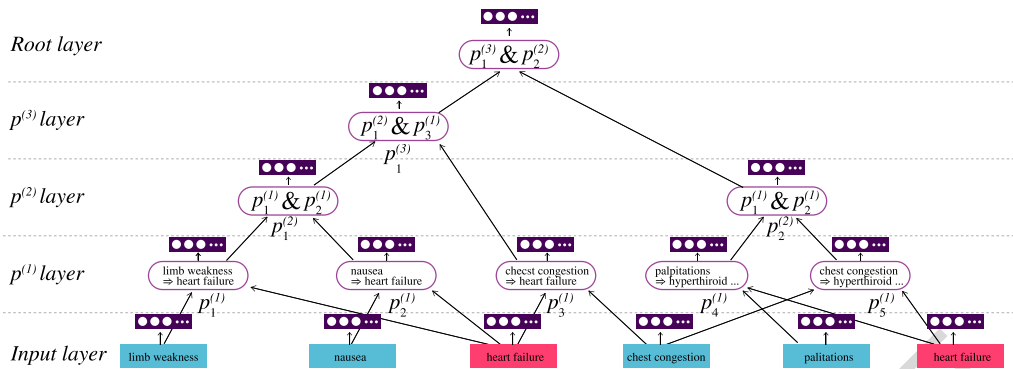 Root layer
p₁⁽³⁾ & p₂⁽²⁾
p⁽³⁾ layer
p₁⁽²⁾ & p₃⁽¹⁾
p₁⁽³⁾
p⁽²⁾ layer
p₁⁽¹⁾ & p₂⁽¹⁾
p₁⁽²⁾
p₁⁽¹⁾ & p₂⁽¹⁾
p₂⁽²⁾
p⁽¹⁾ layer
limb weakness
⇒ heart failure
p₁⁽¹⁾
nausea
⇒ heart failure
p₂⁽¹⁾
checst congestion
⇒ heart failure
p₃⁽¹⁾
palpitations
⇒ hyperthiroid ...
p₄⁽¹⁾
chest congestion
⇒ hyperthiroid ...
p₅⁽¹⁾
Input layer
limb weakness
nausea
heart failure
chest congestion
palitations
heart failure